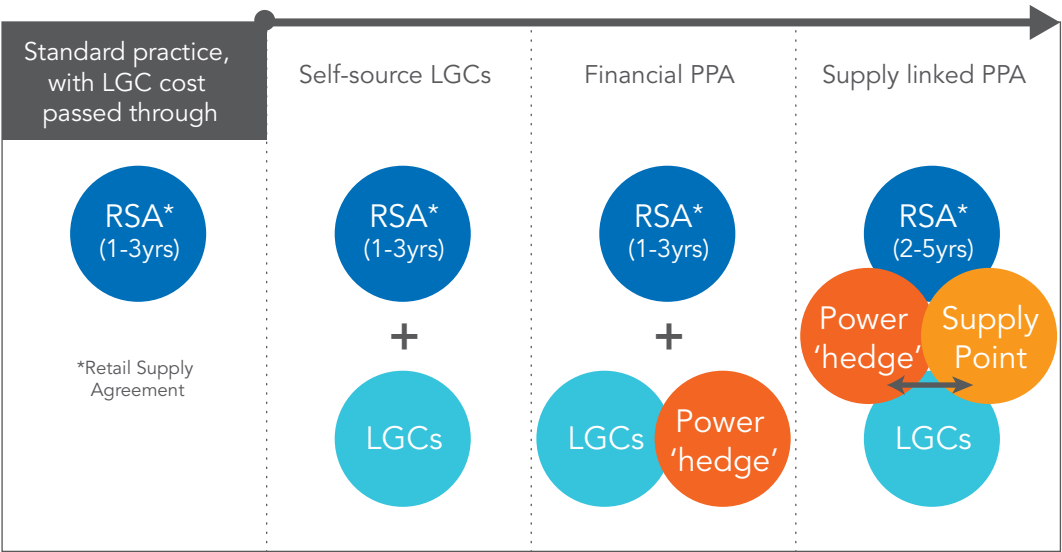 Standard practice,
with LGC cost
passed through
Self-source LGCs
Financial PPA
Supply linked PPA
RSA*
(1-3yrs)
*Retail Supply
Agreement
RSA*
(1-3yrs)
+
LGCs
RSA*
(1-3yrs)
+
LGCs
Power
‘hedge’
RSA*
(2-5yrs)
Power
‘hedge’
Supply
Point
LGCs